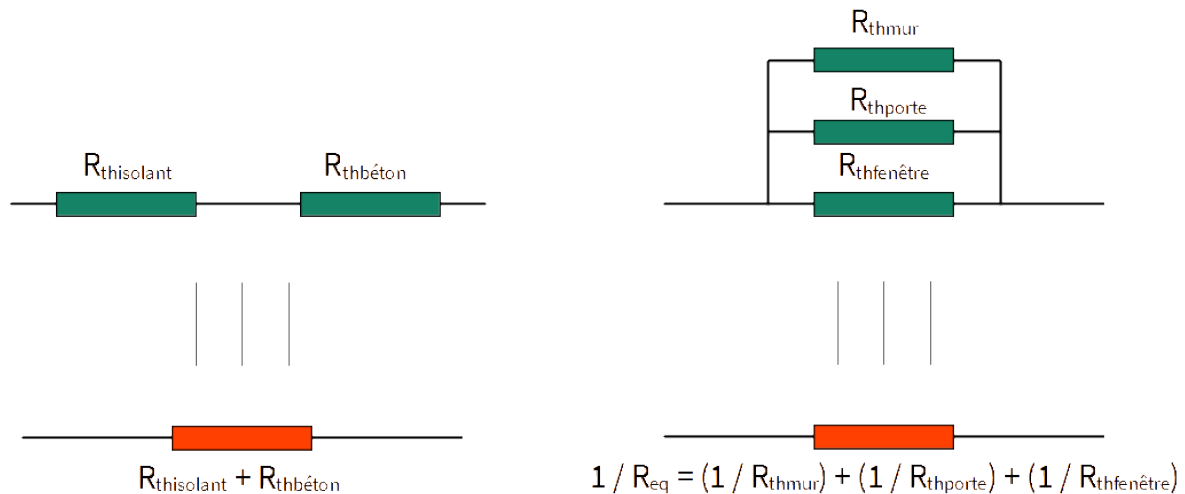 Rthmur
Rthporte
Rthisolant
Rthbéton
Rthfenêtre
Rthisolant + Rthbéton
1 / Req = (1 / Rthmur) + (1 / Rthporte) + (1 / Rthfenêtre)